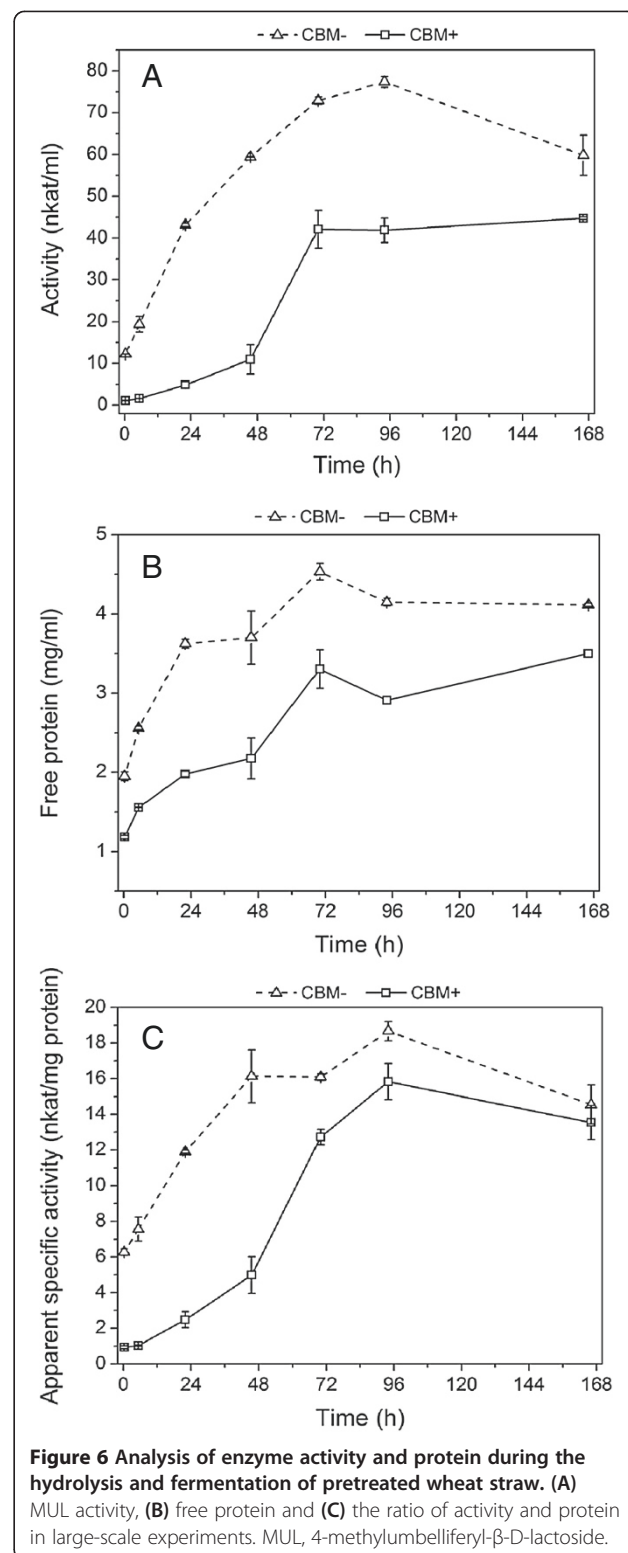 CBM- CBM+
A
80
70
60
50
40
30
20
10
0
Activity (nkat/ml)
0 24 48 72 96 120 144 168
Time (h)
CBM- CBM+
B
5
4
3
2
1
Free protein (mg/ml)
0 24 48 72 96 120 144 168
Time (h)
CBM- CBM+
C
20
18
16
14
12
10
8
6
4
2
0
Apparent specific activity (nkat/mg protein)
0 24 48 72 96 120 144 168
Time (h)
Figure 6 Analysis of enzyme activity and protein during the
hydrolysis and fermentation of pretreated wheat straw. (A)
MUL activity, (B) free protein and (C) the ratio of activity and protein
in large-scale experiments. MUL, 4-methylumbelliferyl-β-D-lactoside.